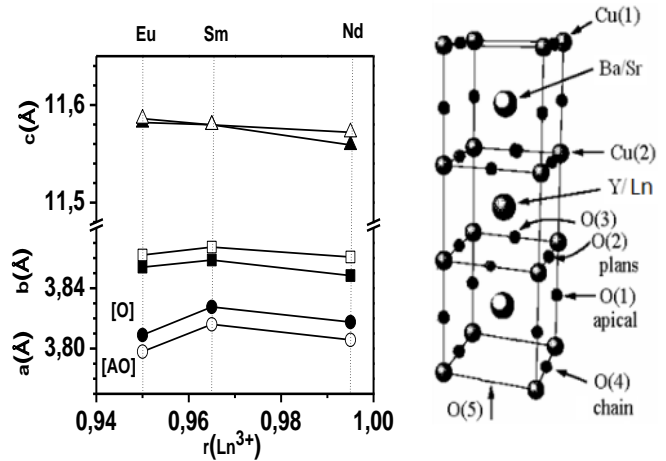 Eu Sm Nd
11,6
11,5
3,84
3,80
c(Å)
b(Å)
a(Å)
[O]
[AO]
0,94 0,96 0,98 1,00
r(Ln³⁺)
Cu(1)
Ba/Sr
Cu(2)
Y/Ln
O(3)
O(2)
plans
O(1)
apical
O(4)
chain
O(5)